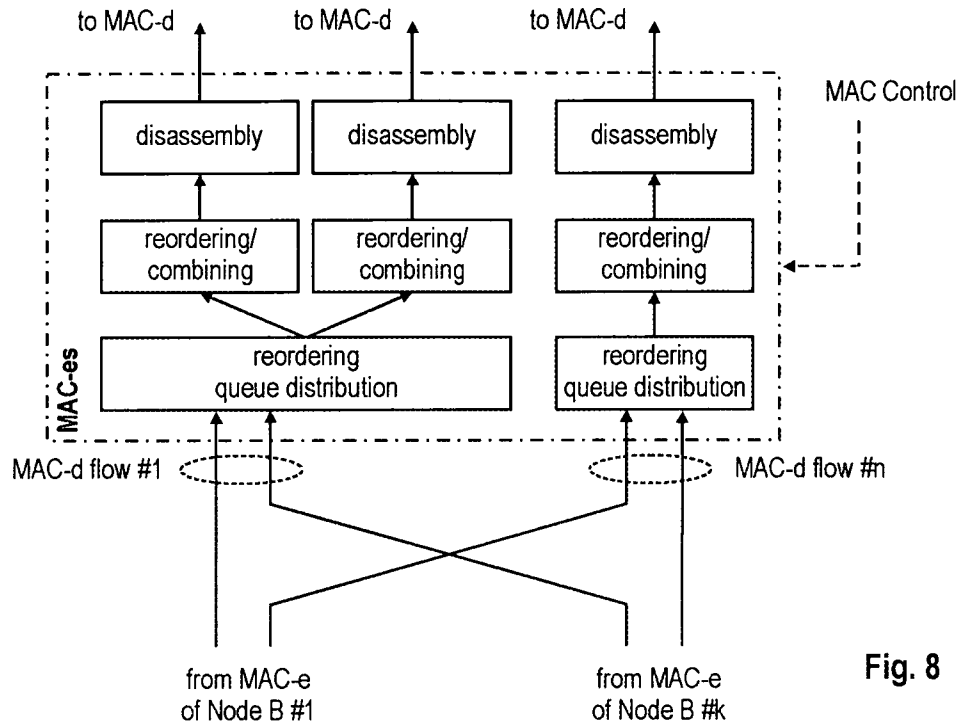 to MAC-d
to MAC-d
to MAC-d
MAC Control
disassembly
disassembly
disassembly
reordering/
combining
reordering/
combining
reordering/
combining
reordering
queue distribution
reordering
queue distribution
MAC-es
MAC-d flow #1
MAC-d flow #n
from MAC-e
of Node B #1
from MAC-e
of Node B #k
Fig. 8